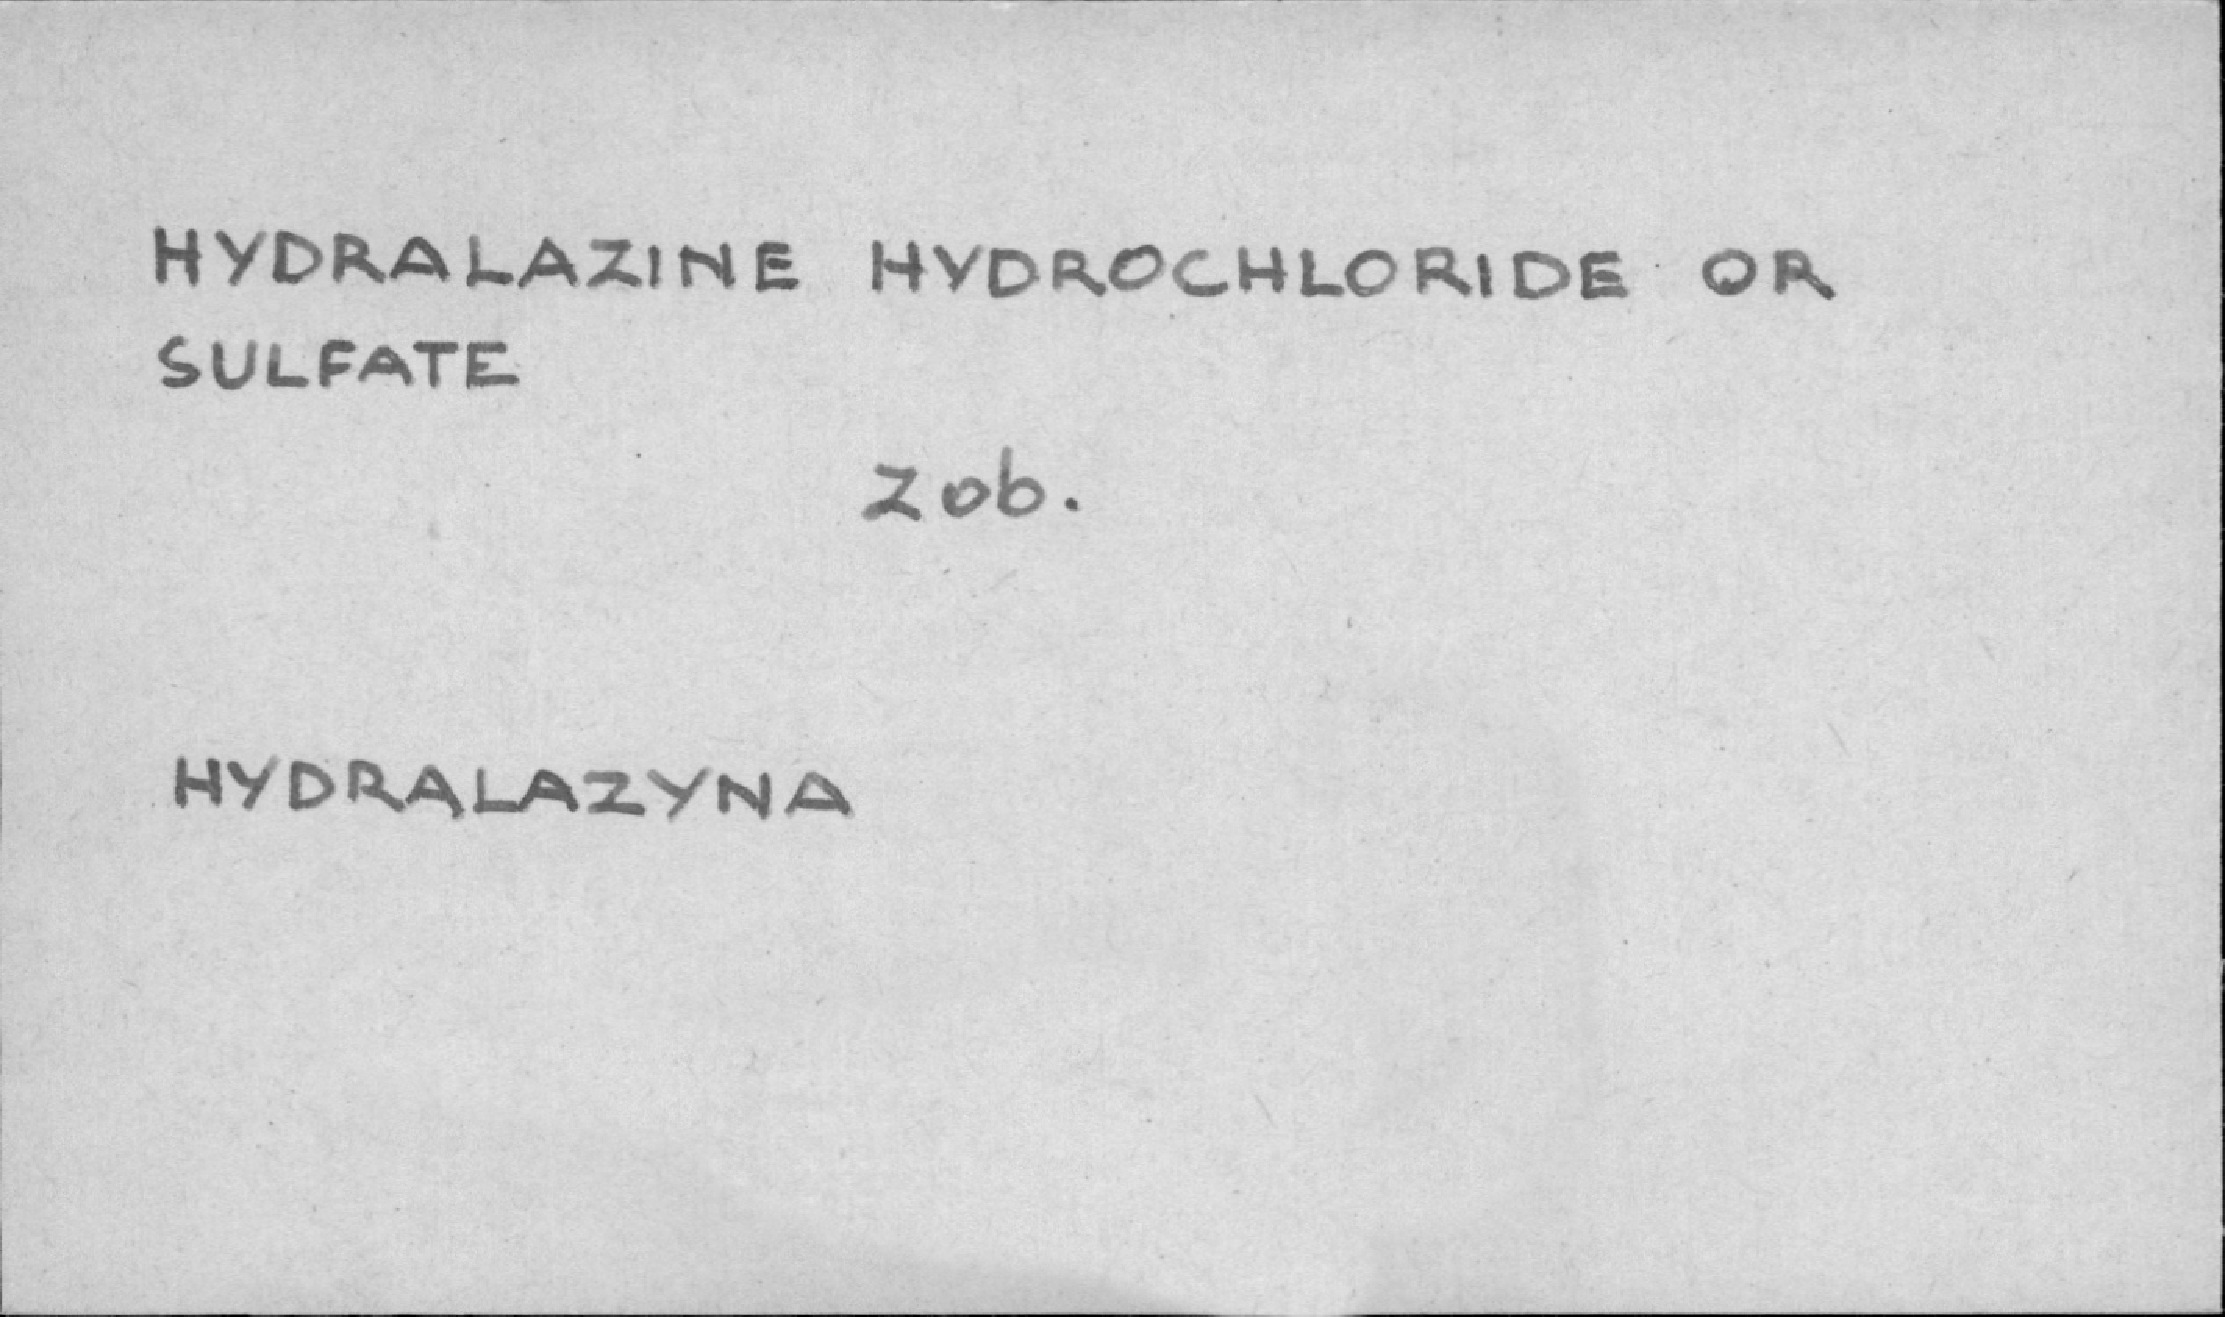 HYDRALAZINE HYDROCHLORIDE OR
SULFATE
Zob.
HYDRALAZYNA